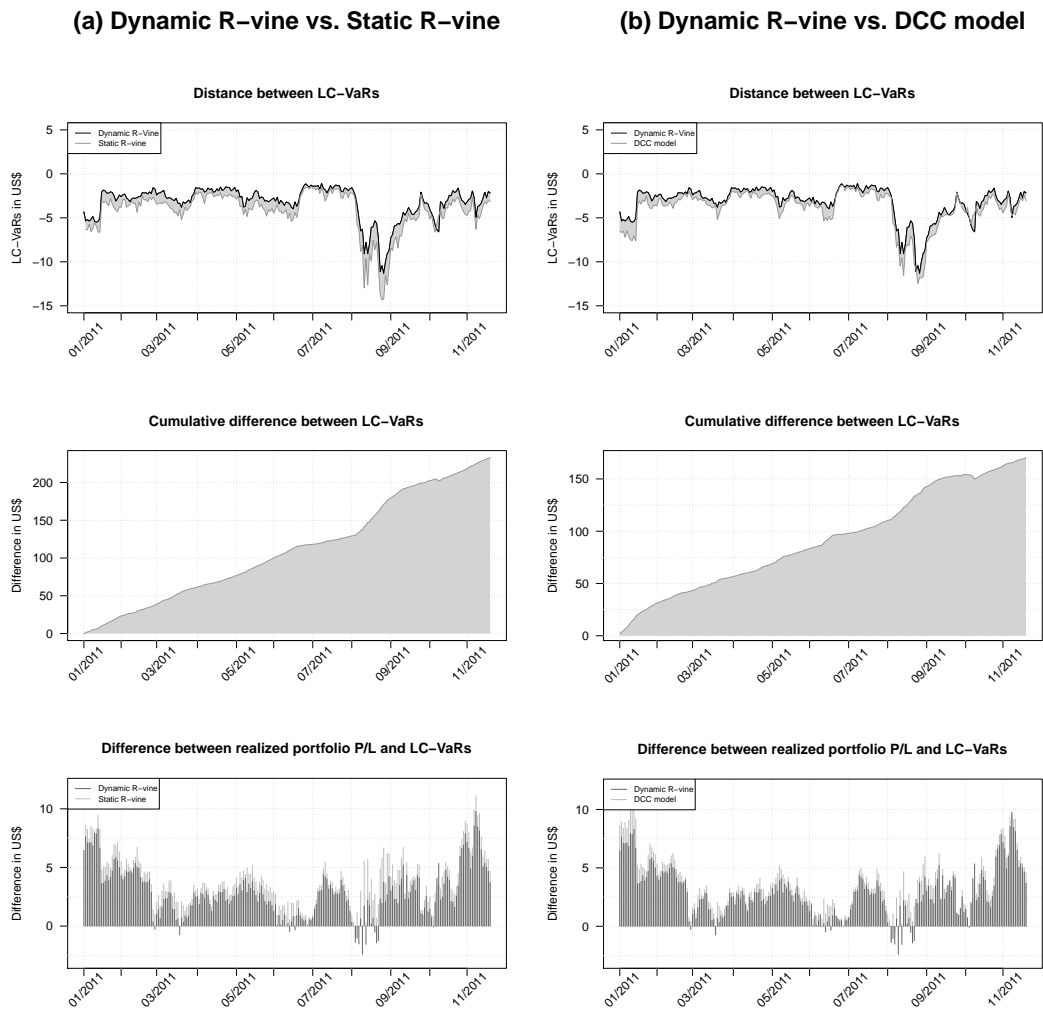 (a) Dynamic R−vine vs. Static R−vine
Distance between LC−VaRs
Dynamic R−Vine
Static R−vine
LC−VaRs in US$
5
0
−5
−10
−15
01/2011
03/2011
05/2011
07/2011
09/2011
11/2011
Cumulative difference between LC−VaRs
Difference in US$
200
150
100
50
0
01/2011
03/2011
05/2011
07/2011
09/2011
11/2011
Difference between realized portfolio P/L and LC−VaRs
Dynamic R−vine
Static R−vine
Difference in US$
10
5
0
01/2011
03/2011
05/2011
07/2011
09/2011
11/2011
(b) Dynamic R−vine vs. DCC model
Distance between LC−VaRs
Dynamic R−Vine
DCC model
LC−VaRs in US$
5
0
−5
−10
−15
01/2011
03/2011
05/2011
07/2011
09/2011
11/2011
Cumulative difference between LC−VaRs
Difference in US$
150
100
50
0
01/2011
03/2011
05/2011
07/2011
09/2011
11/2011
Difference between realized portfolio P/L and LC−VaRs
Dynamic R−vine
DCC model
Difference in US$
10
5
0
01/2011
03/2011
05/2011
07/2011
09/2011
11/2011